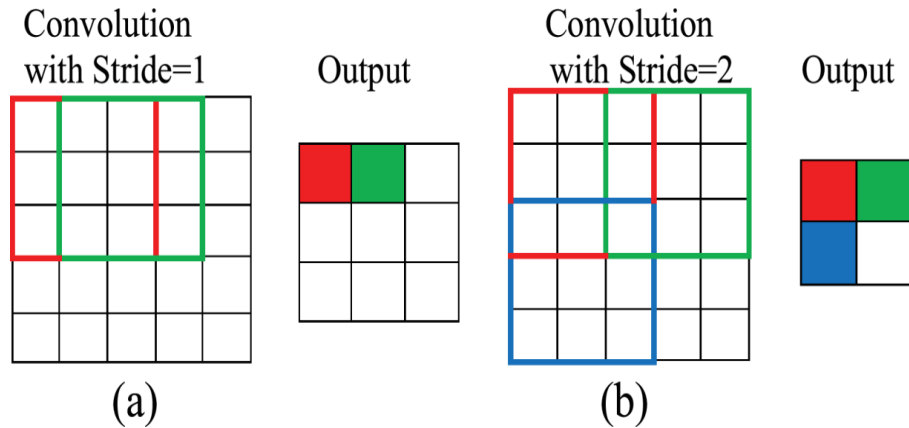 Convolution
with Stride=1
Output
(a)
Convolution
with Stride=2
Output
(b)